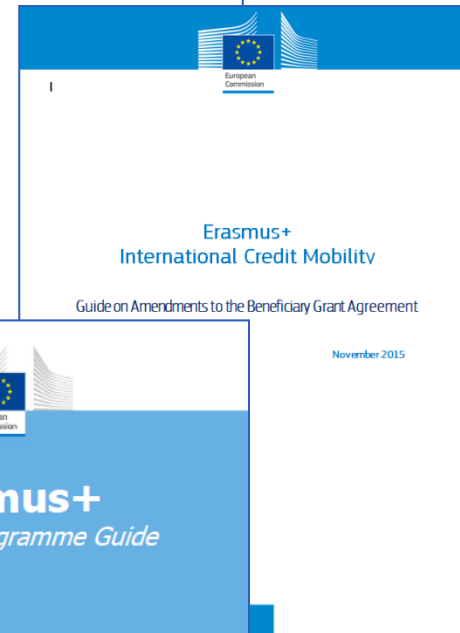 European
Commission
Erasmus+
International Credit Mobility
Guide on Amendments to the Beneficiary Grant Agreement
November 2015
mus+
gramme Guide